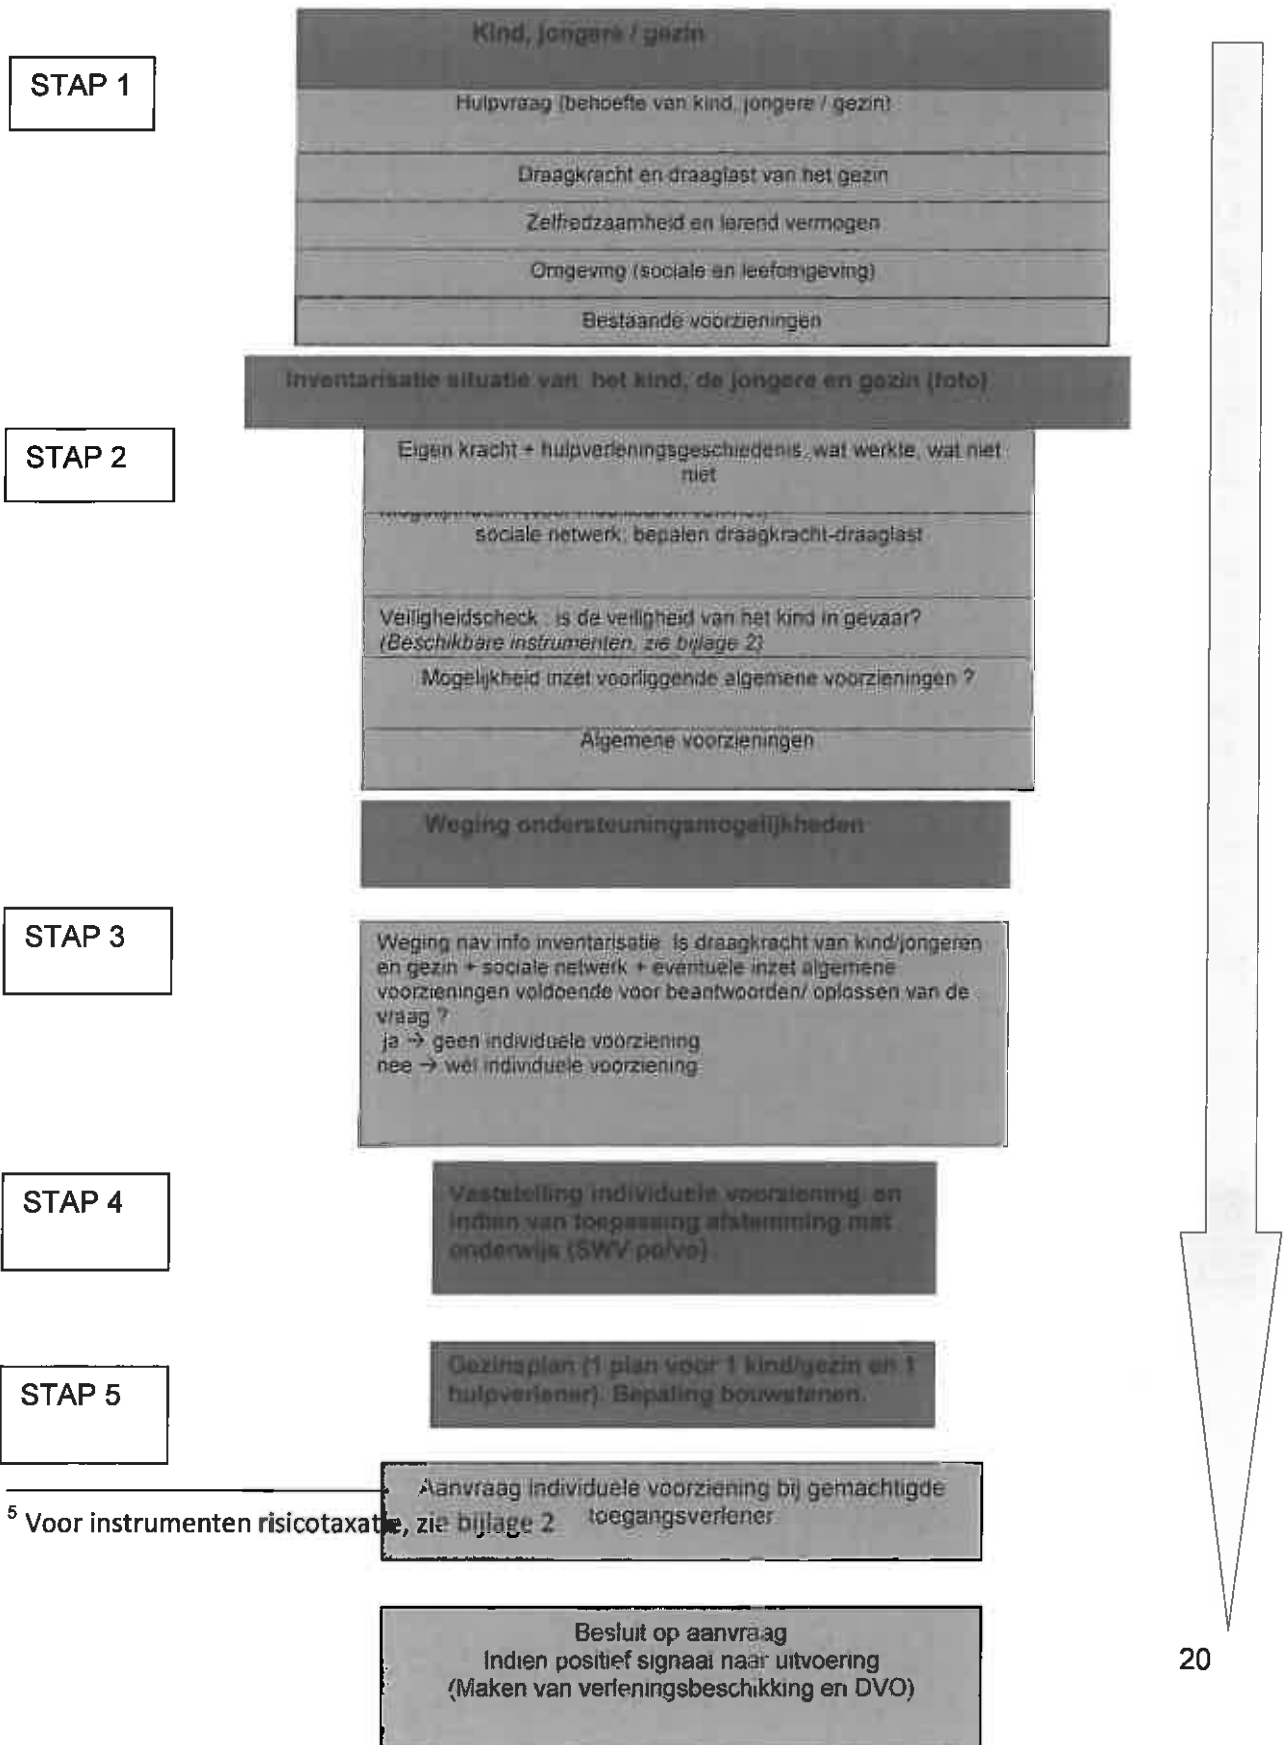 Kind, jongere / gezin
STAP 1
Hulpvraag (behoefte van kind, jongere / gezin)
Draagkracht en draaglast van het gezin
Zelfredzaamheid en lerend vermogen
Omgeving (sociale en leefomgeving)
Bestaande voorzieningen
Inventarisatie situatie van het kind, de jongere en gezin (foto)
STAP 2
Eigen kracht + hulpverleningsgeschiedenis, wat werkte, wat niet
niet
sociale netwerk, bepalen draagkracht-draaglast
Veiligheidscheck : is de veiligheid van het kind in gevaar?
(Beschikbare instrumenten, zie bijlage 2)
Mogelijkheid inzet voorliggende algemene voorzieningen ?
Algemene voorzieningen
Weging ondersteuningsmogelijkheden
STAP 3
Weging nav info inventarisatie. Is draagkracht van kind/jongeren
en gezin + sociale netwerk + eventuele inzet algemene
voorzieningen voldoende voor beantwoorden/ oplossen van de
vraag ?
ja → geen individuele voorziening
nee → wel individuele voorziening
STAP 4
Vaststelling individuele voorziening en
indien van toepassing afstemming met
onderwijs (SWV po/vo)
STAP 5
Gezinsplan (1 plan voor 1 kind/gezin en 1
hulpverlener). Bepaling bouwstenen.
Aanvraag individuele voorziening bij gemachtigde
toegangsverlener
5 Voor instrumenten risicotaxatie, zie bijlage 2
Besluit op aanvraag
Indien positief signaal naar uitvoering
(Maken van verleningsbeschikking en DVO)
20